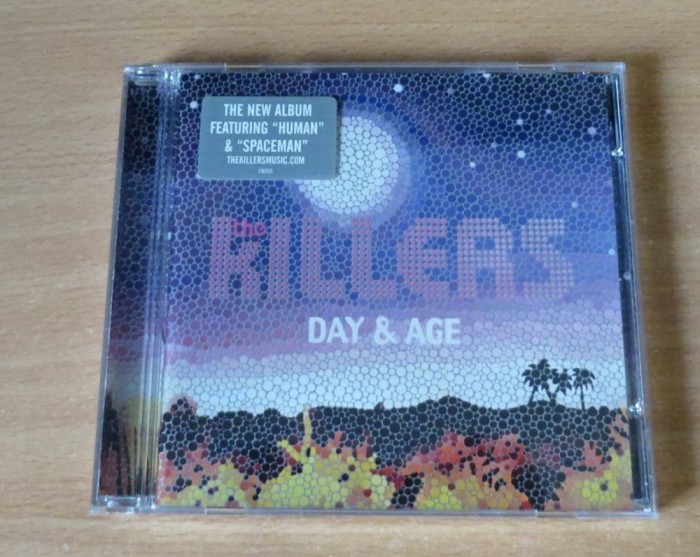 THE NEW ALBUM
FEATURING "HUMAN"
& "SPACEMAN"
THEKILLERSMUSIC.COM
the
KILLERS
DAY & AGE